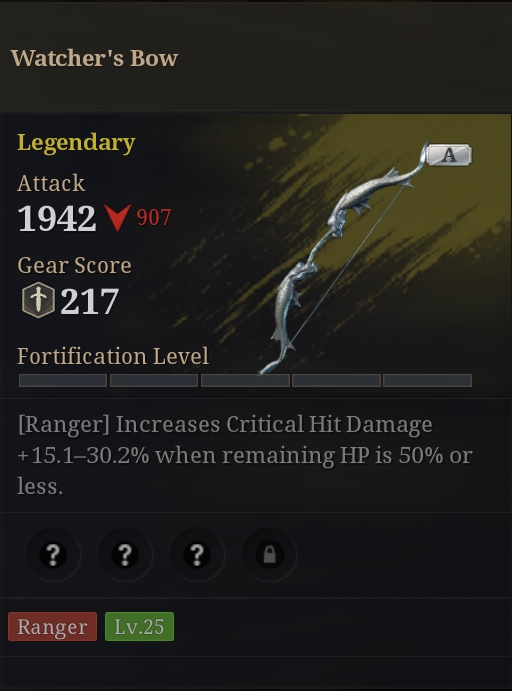 Watcher's Bow
Legendary
A
Attack
1942 907
Gear Score
217
Fortification Level
[Ranger] Increases Critical Hit Damage
+15.1–30.2% when remaining HP is 50% or
less.
? ? ?
Ranger Lv.25